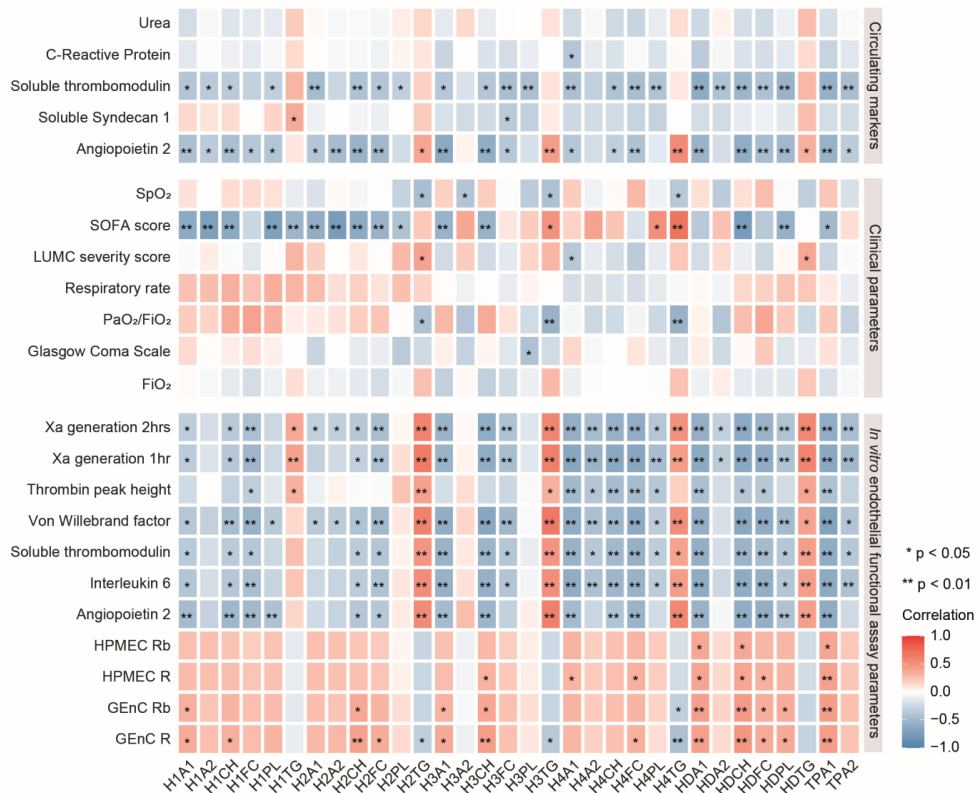 Urea
C-Reactive Protein *
Soluble thrombomodulin * * * * ** ** * * * * ** ** ** * ** ** ** ** ** ** ** ** **
Soluble Syndecan 1 * *
Angiopoietin 2 ** * ** * * * ** ** ** * ** ** * ** * * ** ** ** ** ** ** * ** *
Circulating markers
SpO₂ * * * *
SOFA score ** ** ** ** ** ** ** ** ** * ** ** * * ** ** ** *
LUMC severity score * * *
Respiratory rate
PaO₂/FiO₂ * ** **
Glasgow Coma Scale *
FiO₂
Clinical parameters
Xa generation 2hrs * * ** * * * * ** ** ** ** ** ** ** ** ** ** * ** ** * ** ** ** ** ** **
Xa generation 1hr * * ** ** * ** ** ** ** ** ** ** ** ** ** ** ** ** * ** ** ** ** ** **
Thrombin peak height * * ** * ** * ** ** * ** * * * **
Von Willebrand factor * ** ** * * * * ** ** ** ** ** ** ** ** ** ** * ** ** ** ** ** * ** *
Soluble thrombomodulin * * * * * ** ** ** ** ** ** * ** ** * * ** ** ** * ** ** *
Interleukin 6 * * ** * ** ** ** ** * ** ** ** ** ** * ** ** ** ** * ** ** **
Angiopoietin 2 ** ** ** ** * * ** ** ** ** ** ** ** ** ** ** ** ** ** **
HPMEC Rb * * *
HPMEC R * * * * * * **
GEnC Rb * * * * * ** ** * * **
GEnC R * * ** * * * ** * * ** ** ** * * **
In vitro endothelial functional assay parameters
H1A1 H1A2 H1CH H1FC H1PL H1TG H2A1 H2A2 H2CH H2FC H2PL H2TG H3A1 H3A2 H3CH H3FC H3PL H3TG H4A1 H4A2 H4CH H4FC H4PL H4TG HDA1 HDA2 HDCH HDFC HDPL HDTG TPA1 TPA2
* p < 0.05
** p < 0.01
Correlation
1.0
0.5
0.0
−0.5
−1.0